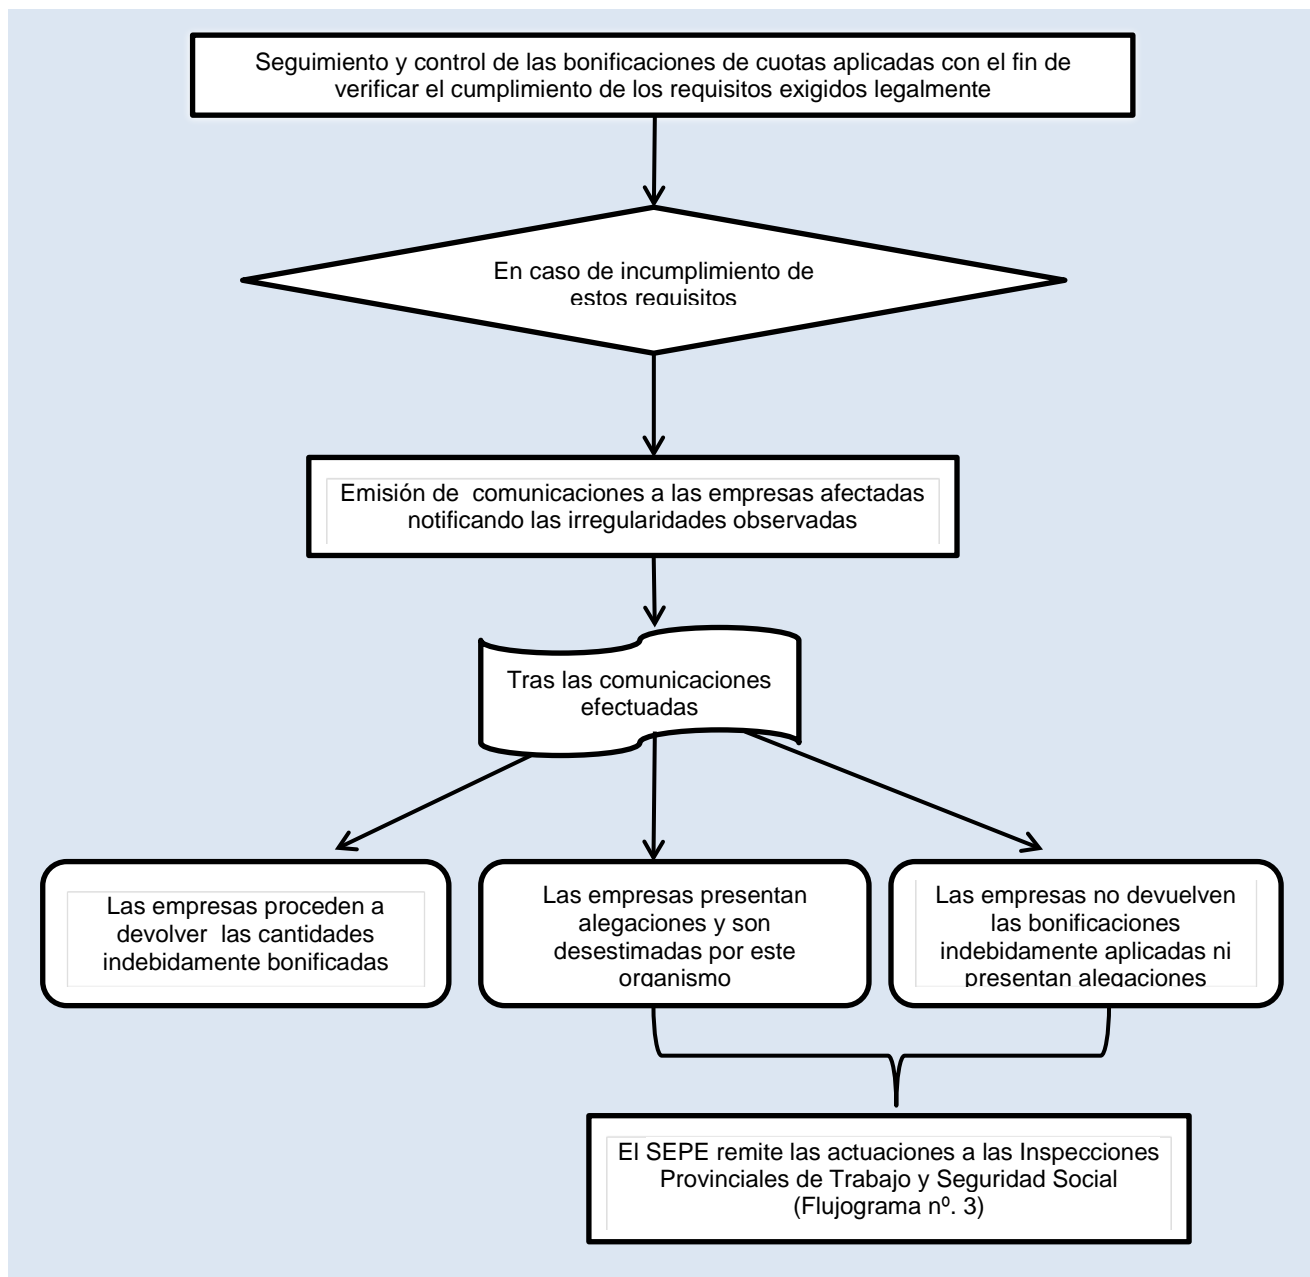 Seguimiento y control de las bonificaciones de cuotas aplicadas con el fin de
verificar el cumplimiento de los requisitos exigidos legalmente
En caso de incumplimiento de
estos requisitos
Emisión de  comunicaciones a las empresas afectadas
notificando las irregularidades observadas
Tras las comunicaciones
efectuadas
Las empresas proceden a
devolver  las cantidades
indebidamente bonificadas
Las empresas presentan
alegaciones y son
desestimadas por este
organismo
Las empresas no devuelven
las bonificaciones
indebidamente aplicadas ni
presentan alegaciones
El SEPE remite las actuaciones a las Inspecciones
Provinciales de Trabajo y Seguridad Social
(Flujograma nº. 3)